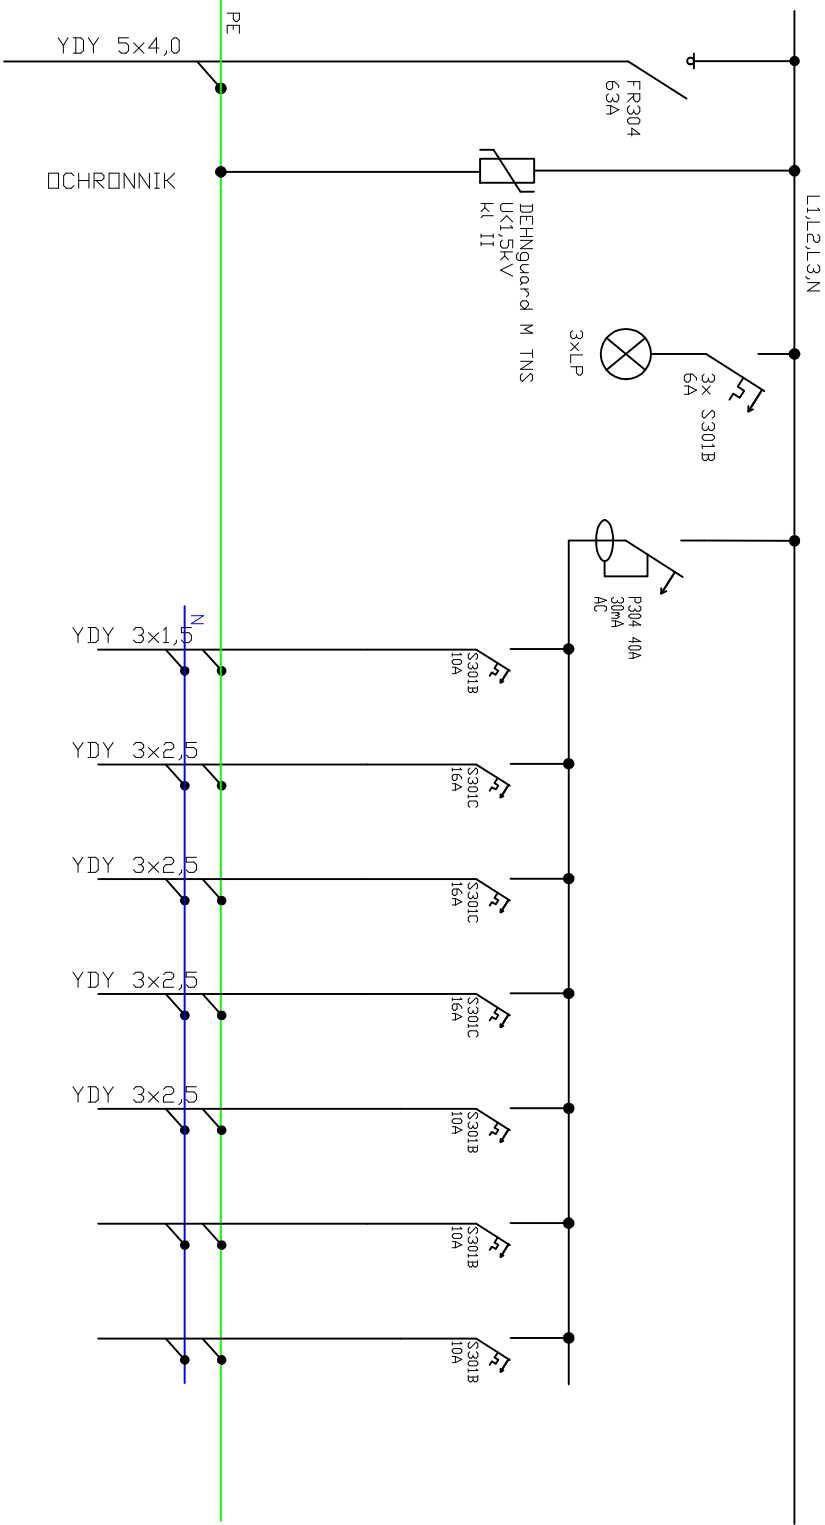 PE
YDY 5x4,0
FR304
63A
OCHRONNIK
L1,L2,L3,N
DEHNguard M TNS
UK1,5kV
kl II
3xLP
3x S301B
6A
P304 40A
30mA
AC
N
YDY 3x1,5
S301B
10A
YDY 3x2,5
S301C
16A
YDY 3x2,5
S301C
16A
YDY 3x2,5
S301C
16A
YDY 3x2,5
S301B
10A
S301B
10A
S301B
10A